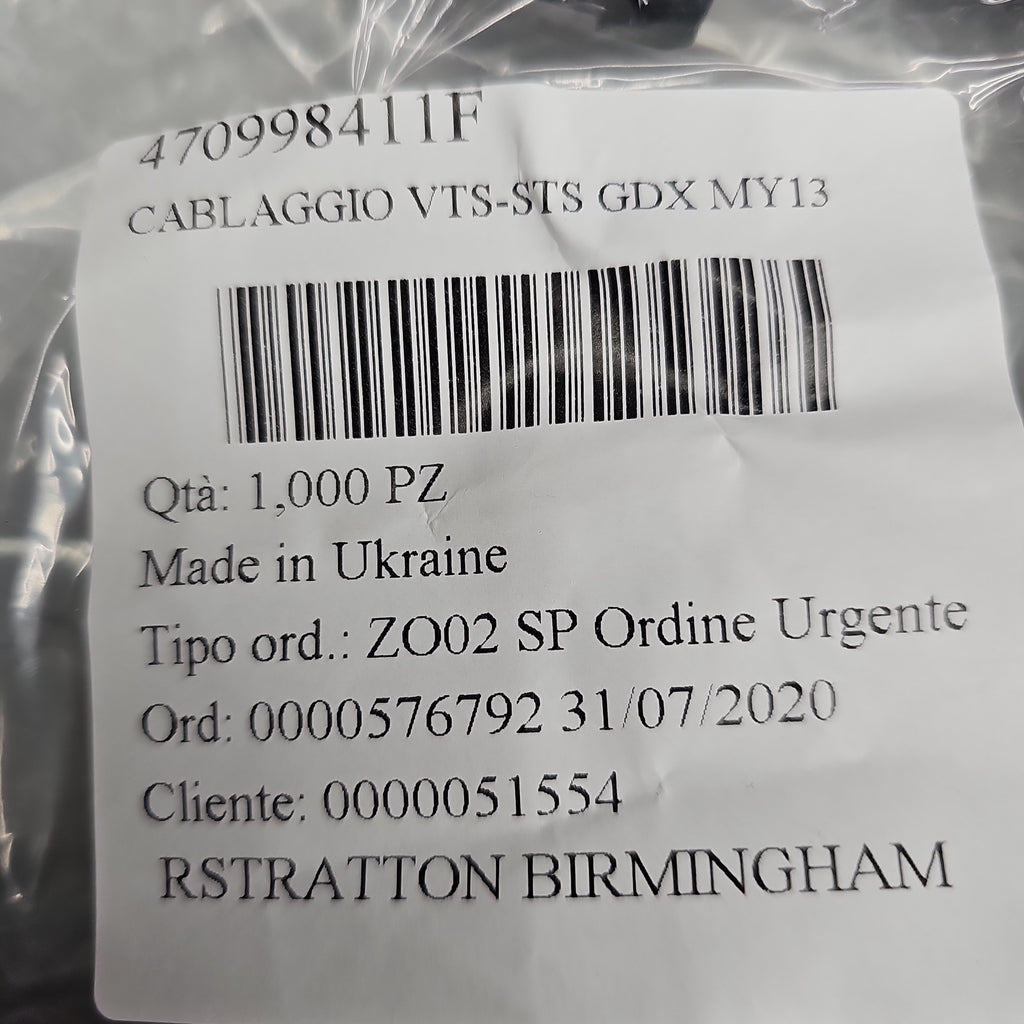 470998411F
CABLAGGIO VTS-STS GDX MY13
Qtà: 1,000 PZ
Made in Ukraine
Tipo ord.: ZO02 SP Ordine Urgente
Ord: 0000576792 31/07/2020
Cliente: 0000051554
RSTRATTON BIRMINGHAM